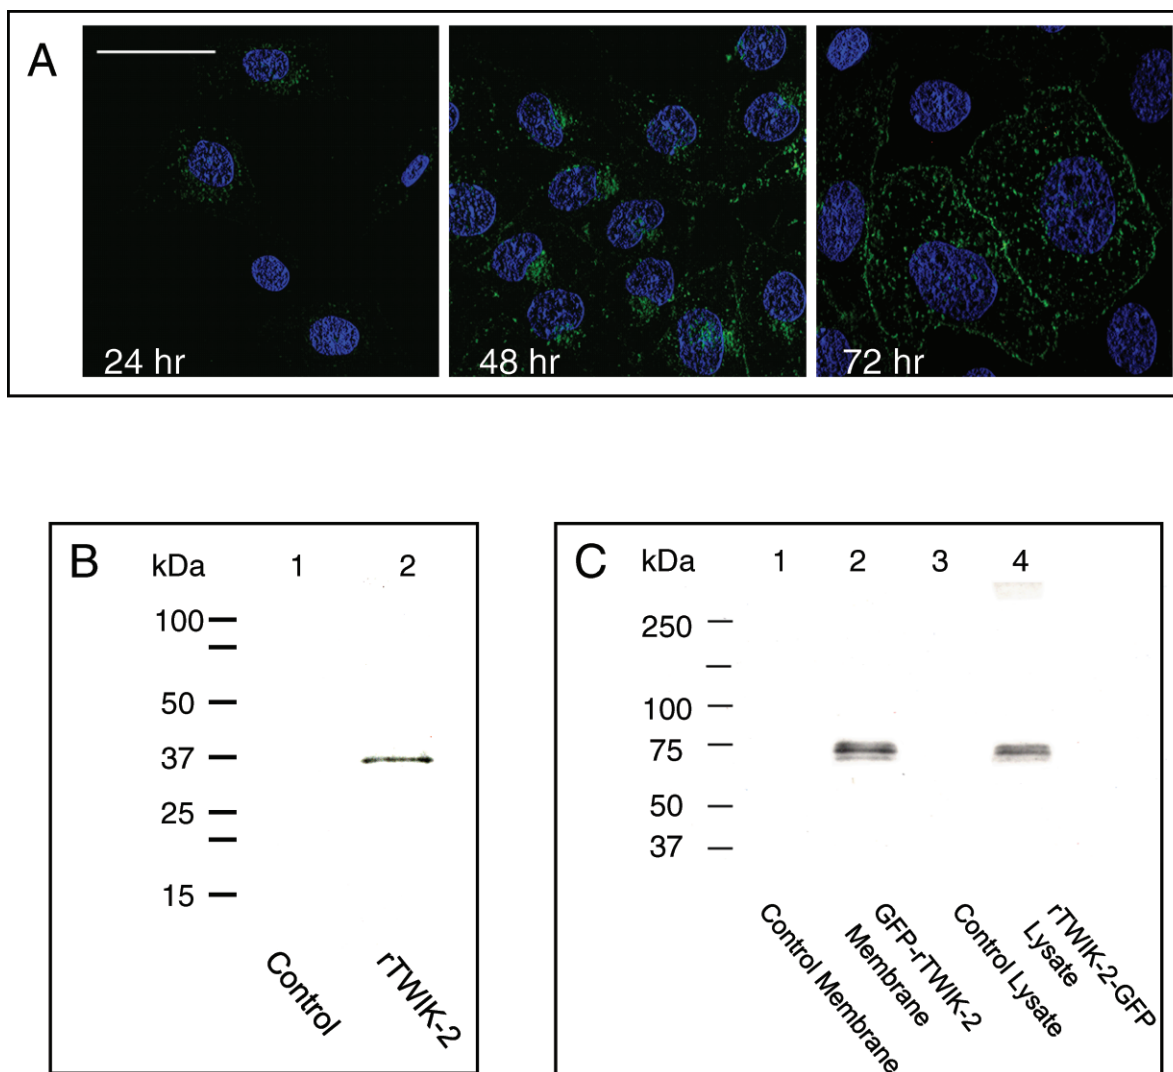 A
24 hr
48 hr
72 hr
B
kDa
1
2
100
50
37
25
15
Control
rTWIK-2
C
kDa
1
2
3
4
250
100
75
50
37
Control Membrane
GFP-rTWIK-2
Membrane
Control Lysate
rTWIK-2-GFP
Lysate